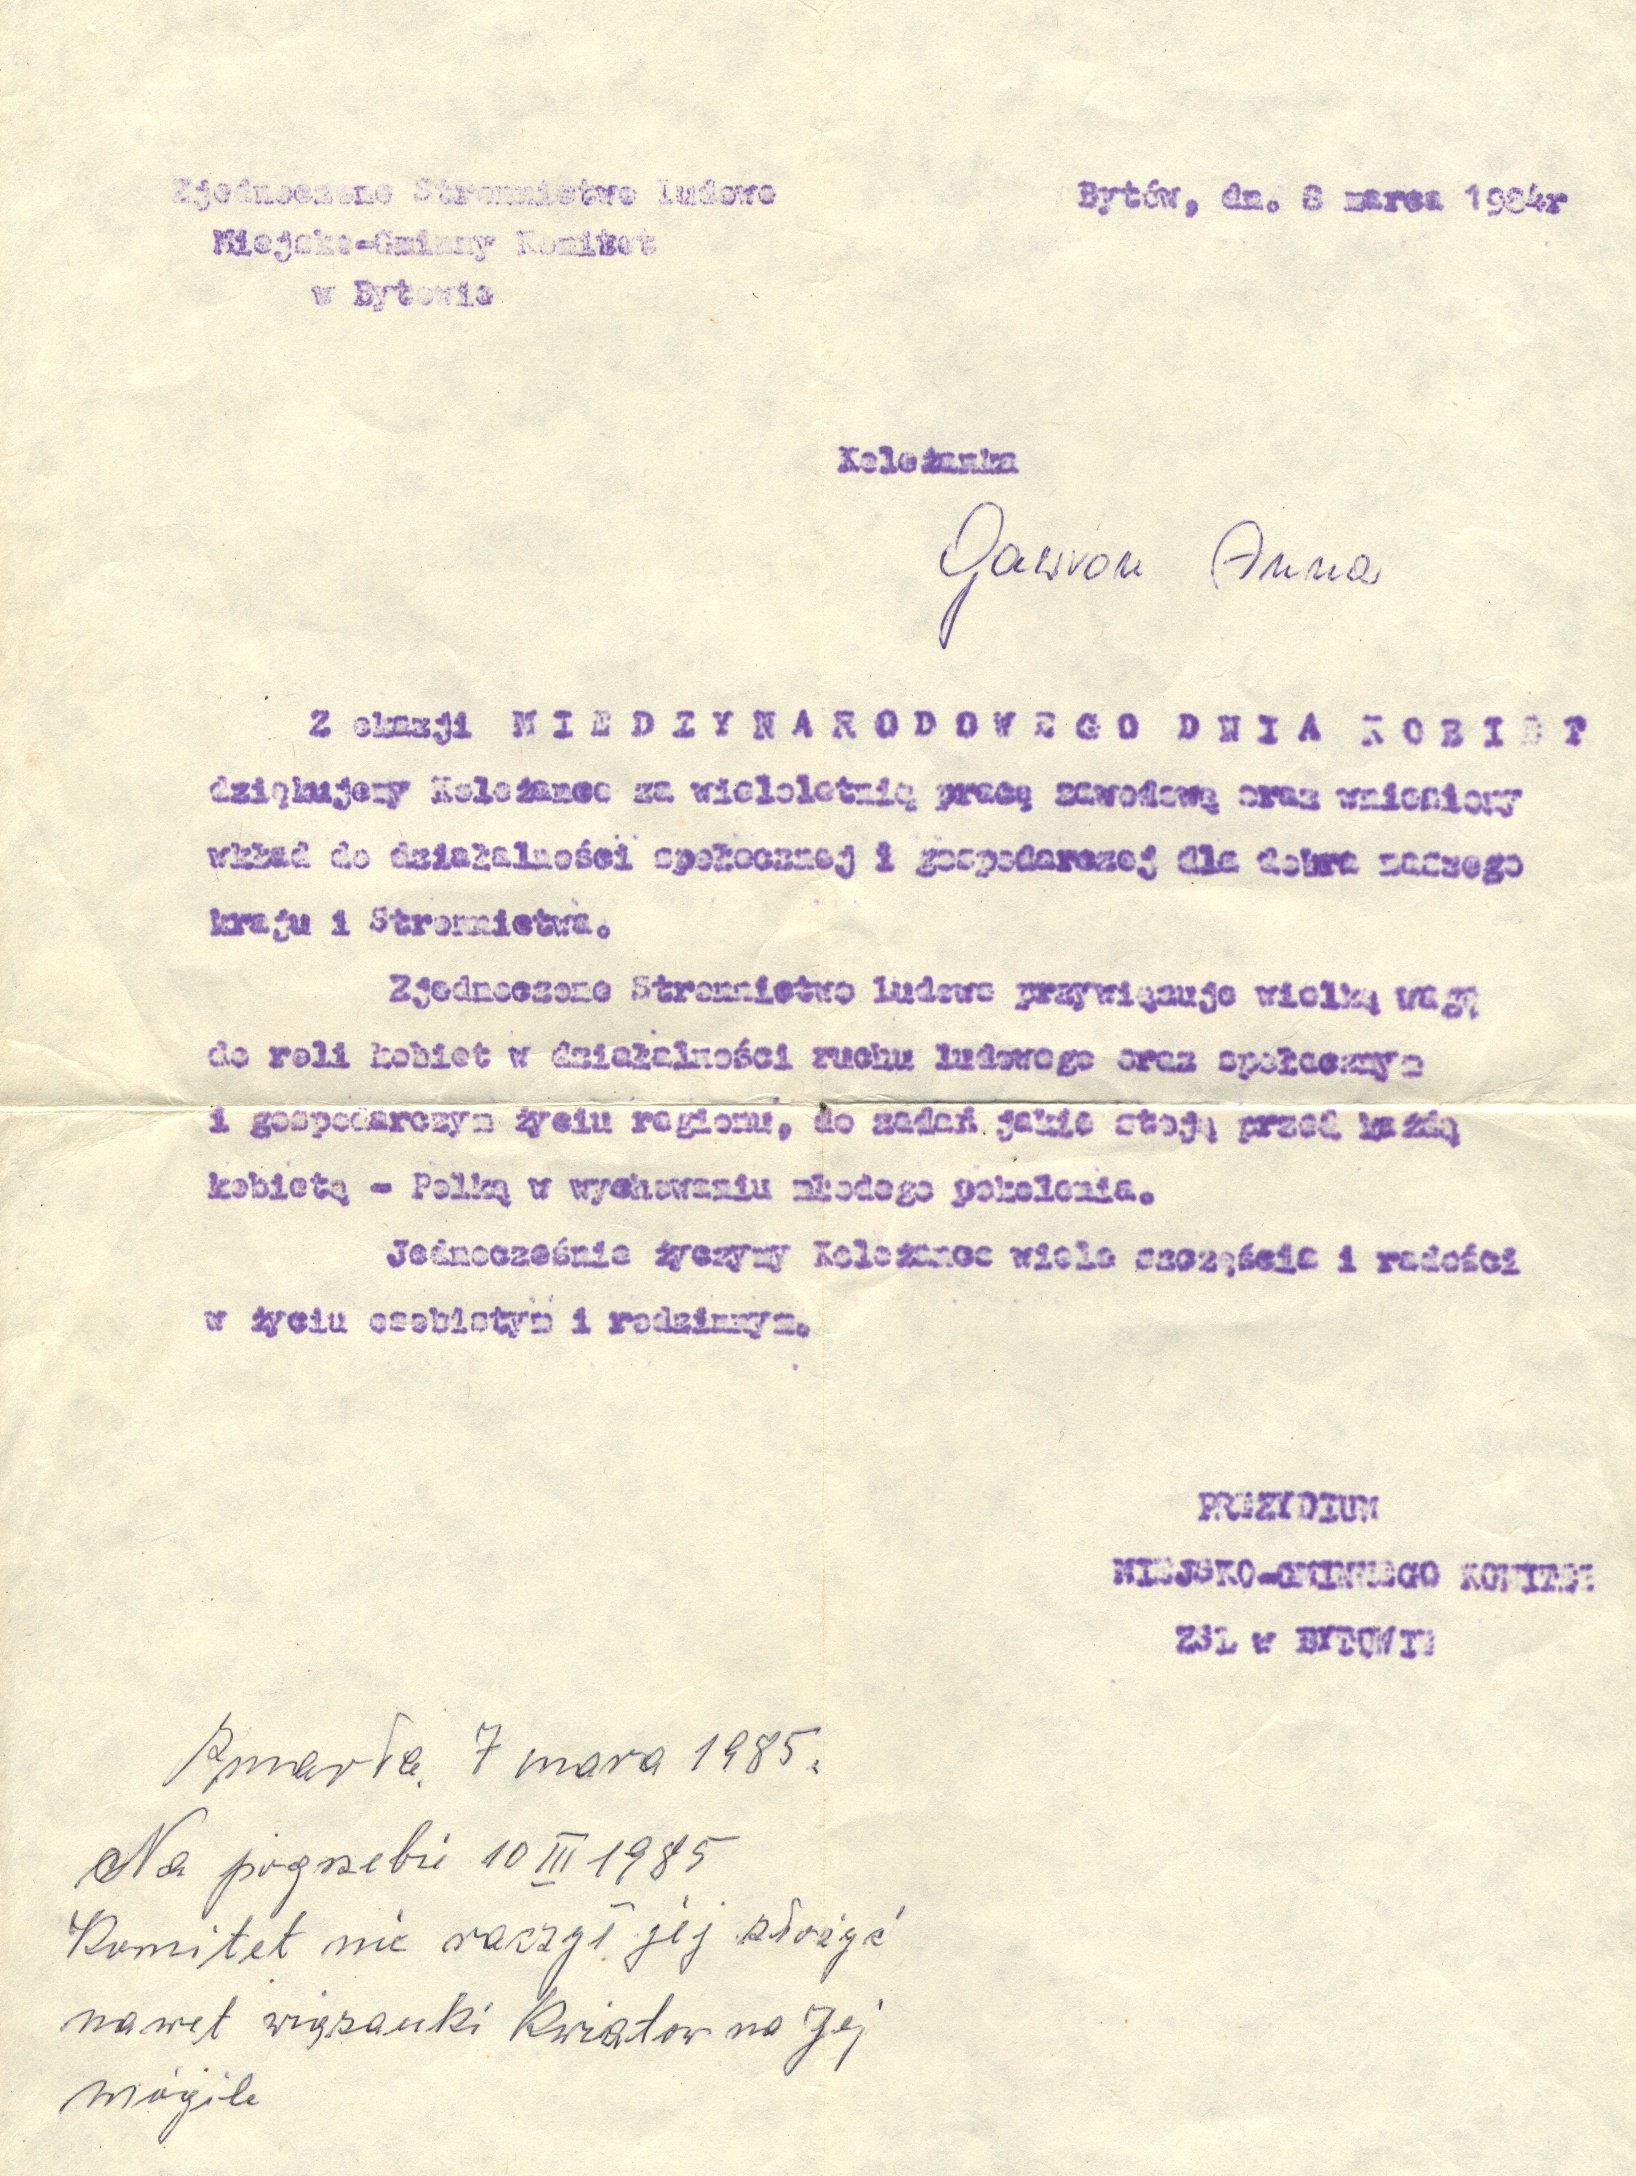 Zjednoczone Stronnictwo Ludowe
Miejsko-Gminny Komitet
w Bytowie
Bytów, dn. 8 marca 1984r
Koleżanka
Gawron Anna
Z okazji MIEDZYNARODOWEGO DNIA KOBIET
dziękujemy Koleżance za wieloletnią pracę zawodową oraz wniesiony
wkład do działalności społecznej i gospodarczej dla dobra naszego
kraju i Stronnictwa.
Zjednoczone Stronnictwo Ludowe przywiązuje wielką wagę
do roli kobiet w działalności ruchu ludowego oraz społecznym
i gospodarczym życiu regionu, do zadań jakie stoją przed każdą
kobietą - Polką w wychowaniu młodego pokolenia.
Jednocześnie życzymy Koleżance wiele szczęścia i radości
w życiu osobistym i rodzinnym.
PREZYDIUM
MIEJSKO-GMINNEGO KOMITET
ZSL w BYTOWIE
Zmarła 7 marca 1985.
Na pogrzebie 10 III 1985
Komitet nie raczył jej złożyć
nawet wiązanki kwiatow na Jej
mogile